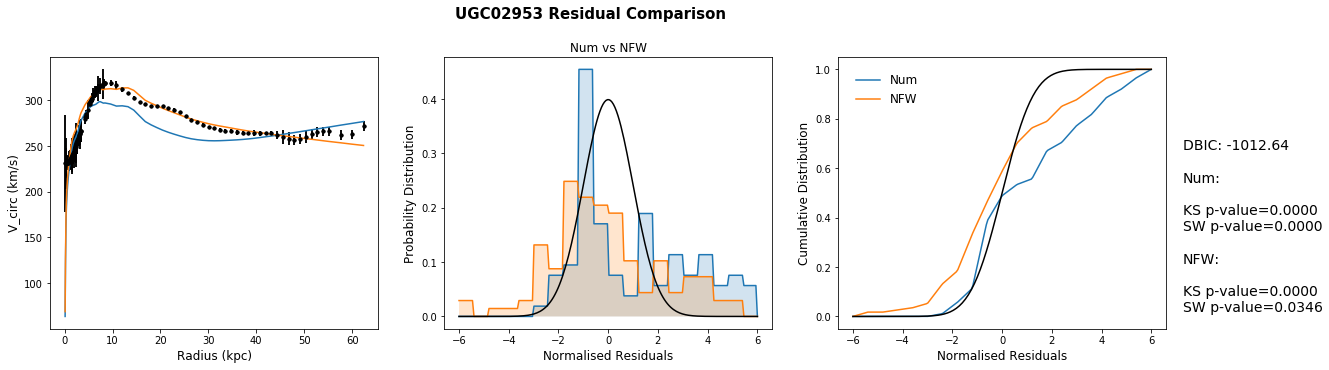 UGC02953 Residual Comparison
V_circ (km/s)
300
250
200
150
100
0 10 20 30 40 50 60
Radius (kpc)
Num vs NFW
Probability Distribution
0.4
0.3
0.2
0.1
0.0
−6 −4 −2 0 2 4 6
Normalised Residuals
Cumulative Distribution
1.0
0.8
0.6
0.4
0.2
0.0
Num
NFW
−6 −4 −2 0 2 4 6
Normalised Residuals
DBIC: -1012.64
Num:
KS p-value=0.0000
SW p-value=0.0000
NFW:
KS p-value=0.0000
SW p-value=0.0346